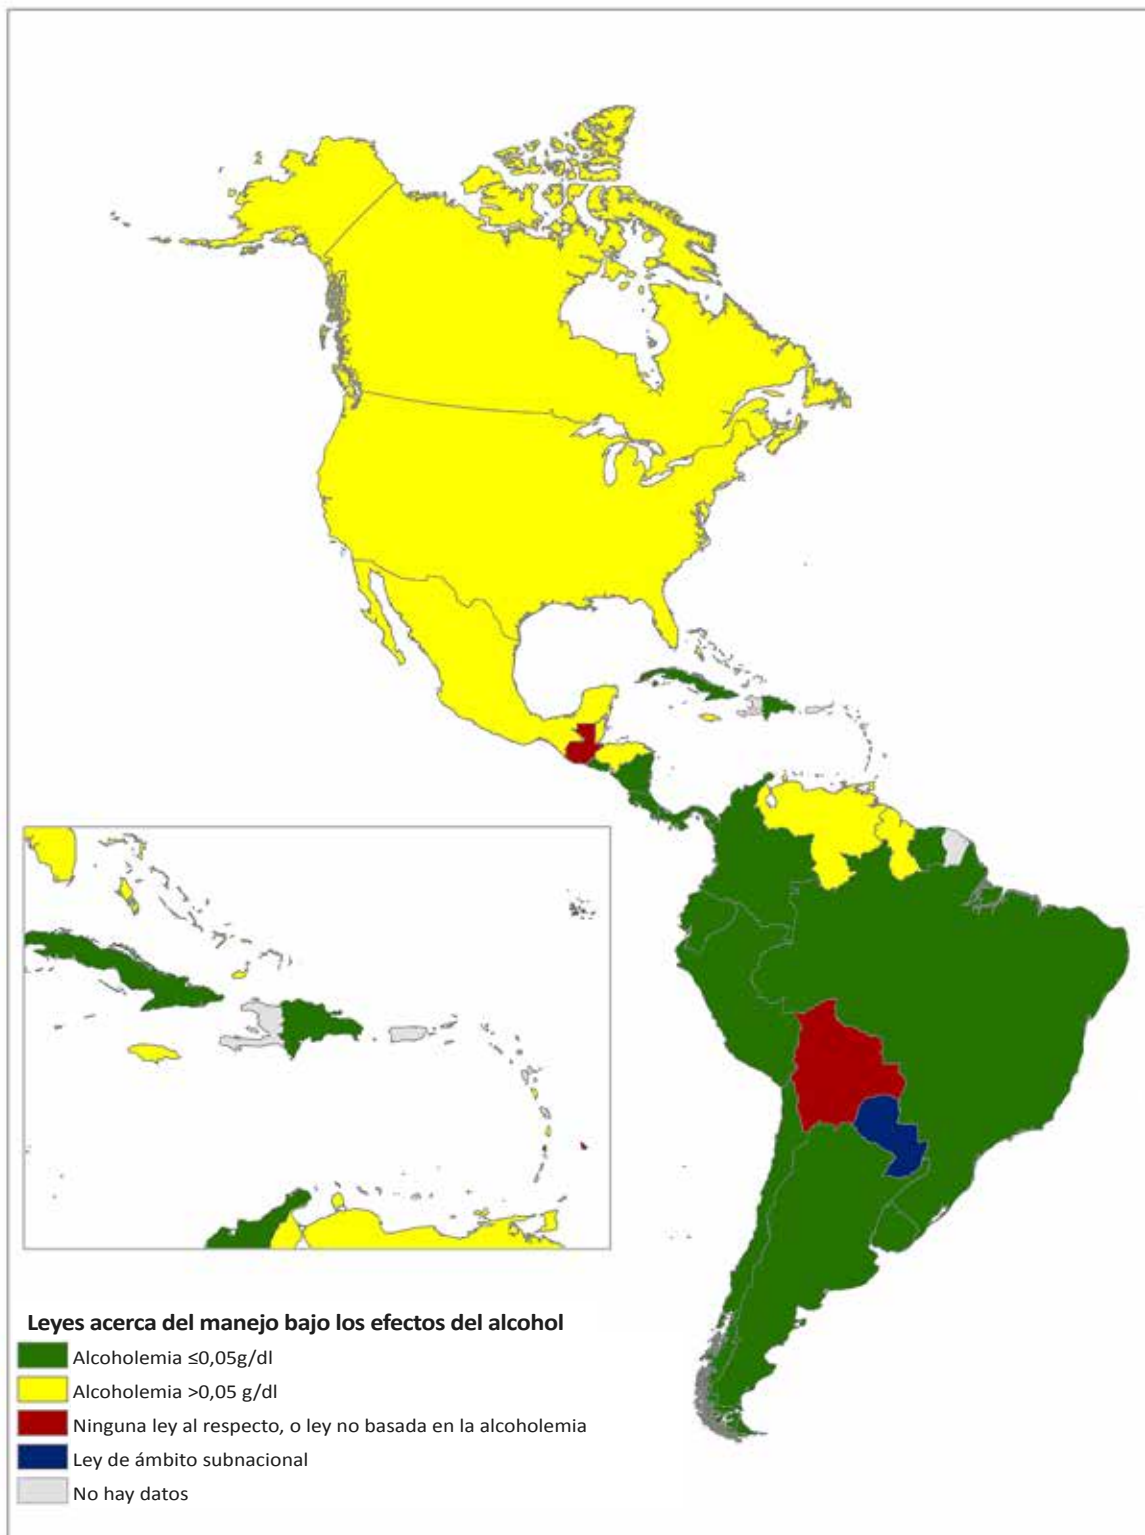 Leyes acerca del manejo bajo los efectos del alcohol
Alcoholemia ≤0,05g/dl
Alcoholemia >0,05 g/dl
Ninguna ley al respecto, o ley no basada en la alcoholemia
Ley de ámbito subnacional
No hay datos